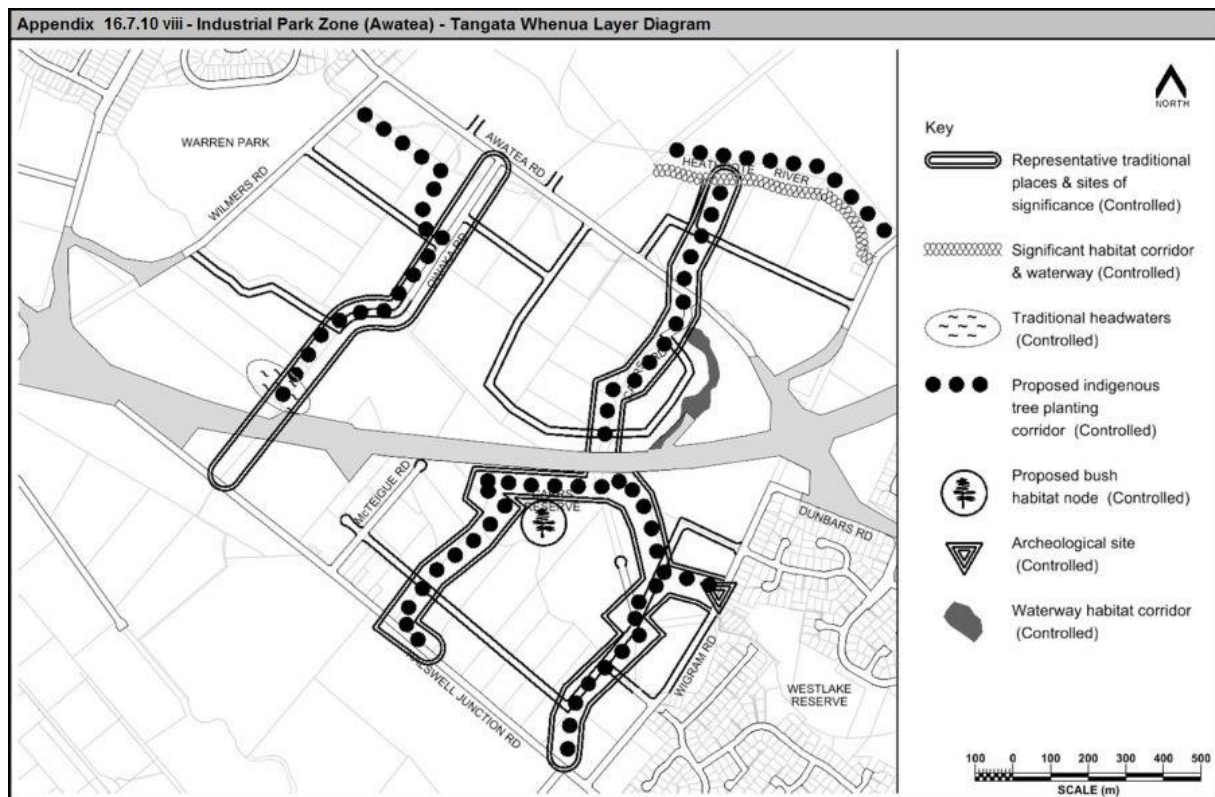 Appendix 16.7.10 viii - Industrial Park Zone (Awatea) - Tangata Whenua Layer Diagram
WARREN PARK
WILMERS RD
AWATEA RD
HEATHCOTE RIVER
OWAKA RD
McTEIGUE RD
RESERVE
DUNBARS RD
WIGRAM RD
WESTLAKE
RESERVE
JUNCTION RD
NORTH
Key
Representative traditional
places & sites of
significance (Controlled)
Significant habitat corridor
& waterway (Controlled)
Traditional headwaters
(Controlled)
Proposed indigenous
tree planting
corridor (Controlled)
Proposed bush
habitat node (Controlled)
Archeological site
(Controlled)
Waterway habitat corridor
(Controlled)
100 0 100 200 300 400 500
SCALE (m)